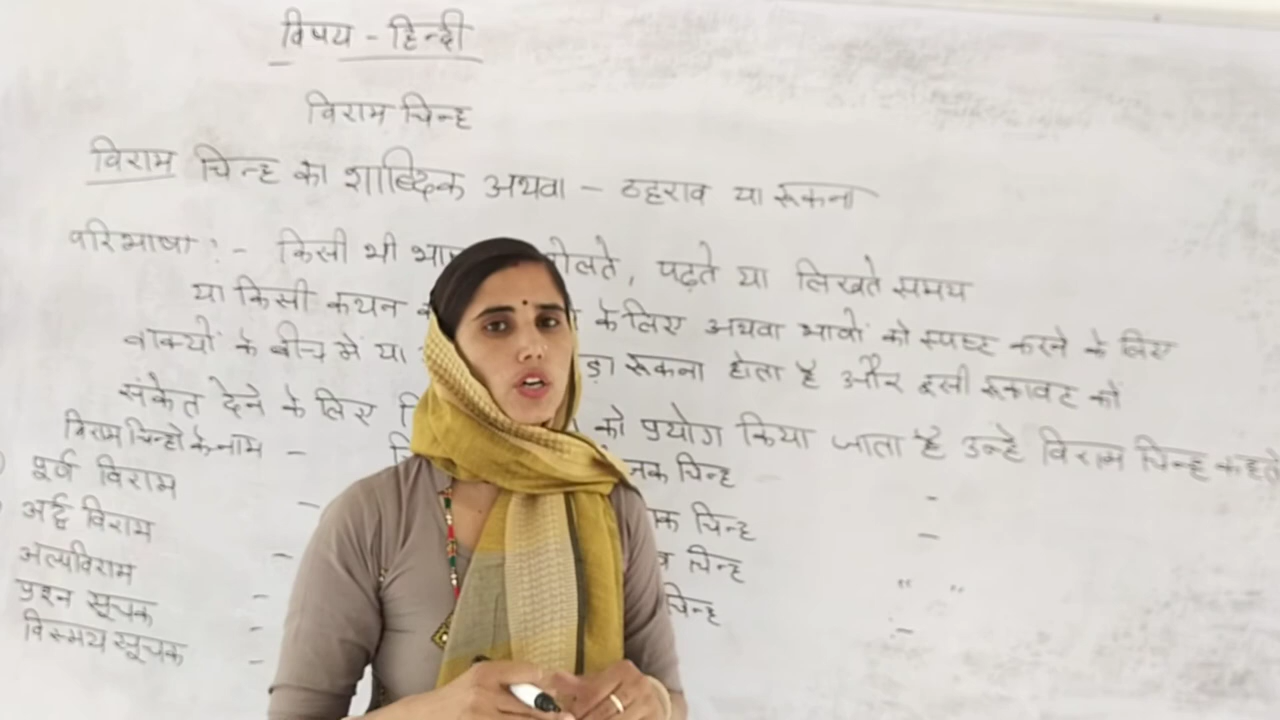 विषय - हिन्दी
विराम चिन्ह
विराम चिन्ह का शाब्दिक अथवा - ठहराव या रूकना
परिभाषा :- किसी भी बोलते, पढ़ते या लिखते समय
या किसी कथन के लिए अथवा भावों को स्पष्ट करने के लिए
वाक्यों के बीच में या रूकना होता है और इसी रूकावट को
संकेत देने के लिए को प्रयोग किया जाता है उन्हे विराम चिन्ह कहते
विराम चिन्हो के नाम -
पूर्ण विराम - चिन्ह -
अर्द्ध विराम चिन्ह -
अल्पविराम - चिन्ह " "
प्रश्न सूचक - चिन्ह -
विस्मय सूचक -